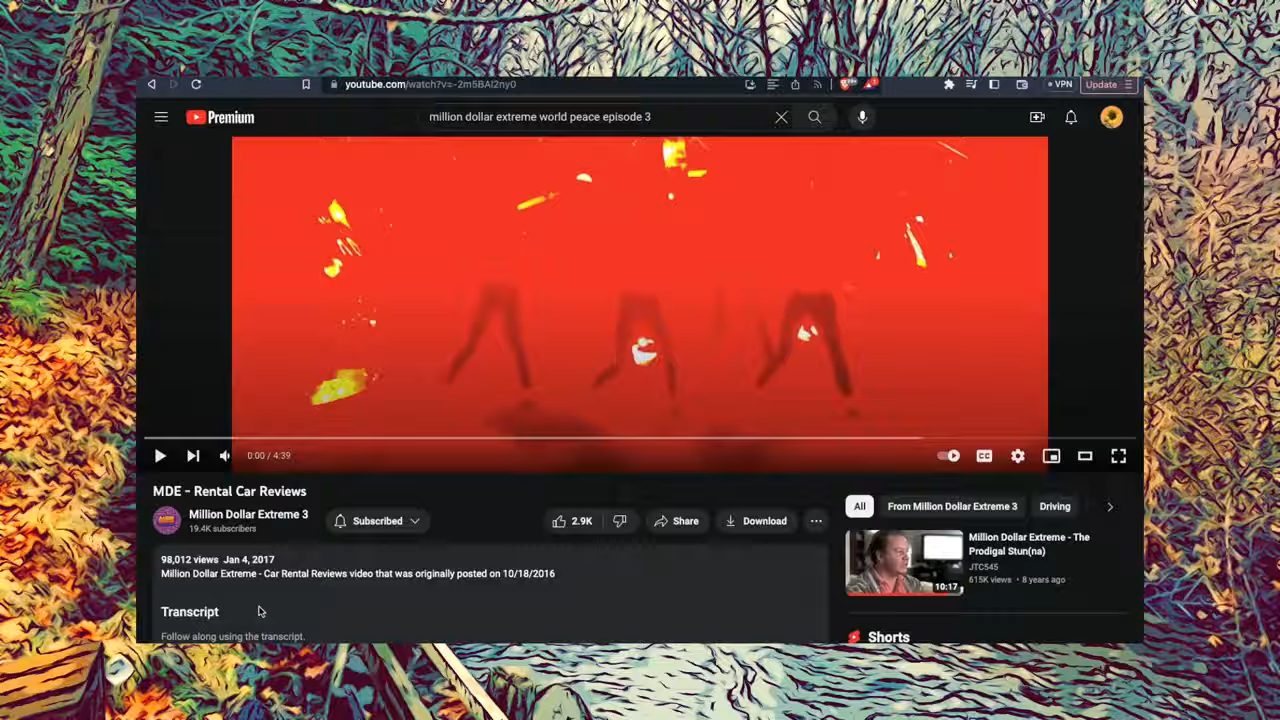 youtube.com/watch?v=-2m5BAI2ny0
VPN
Update
Premium
million dollar extreme world peace episode 3
0:00 / 4:39
CC
MDE - Rental Car Reviews
Million Dollar Extreme 3
19.4K subscribers
Subscribed
2.9K
Share
Download
98,012 views Jan 4, 2017
Million Dollar Extreme - Car Rental Reviews video that was originally posted on 10/18/2016
Transcript
Follow along using the transcript.
All
From Million Dollar Extreme 3
Driving
10:17
Million Dollar Extreme - The
Prodigal Stun(na)
JTC545
615K views • 8 years ago
Shorts